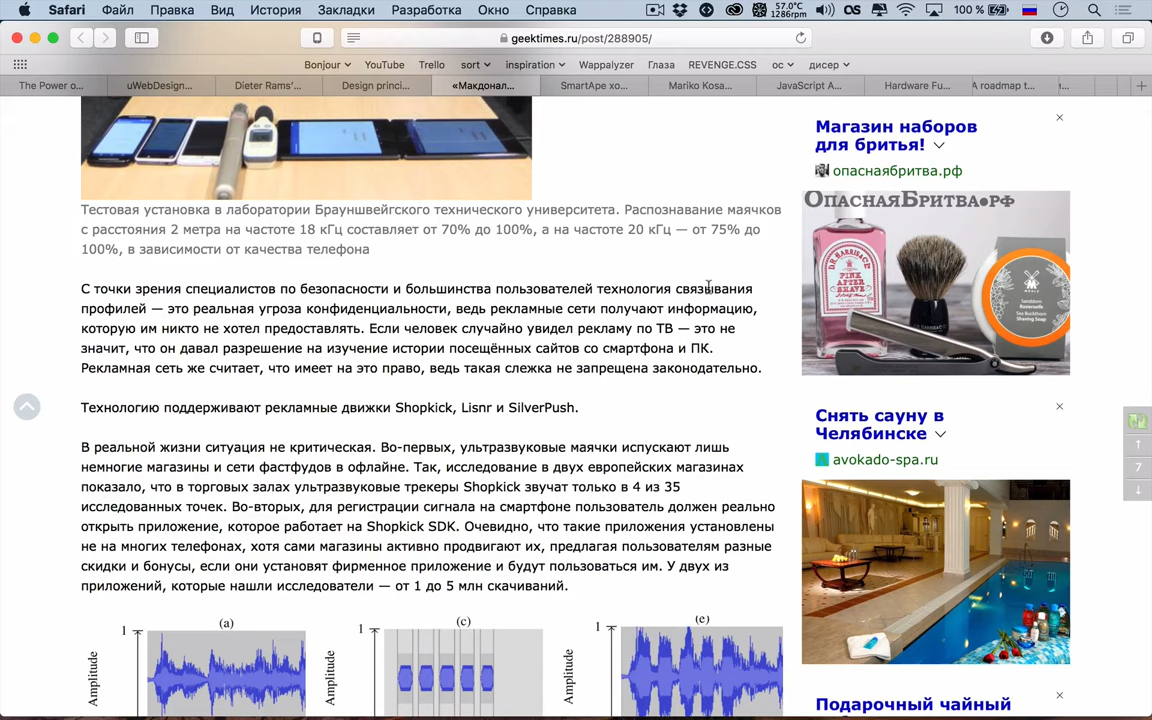 Safari Файл Правка Вид История Закладки Разработка Окно Справка 57.0°C 1286rpm 100 %
geektimes.ru/post/288905/
Bonjour YouTube Trello sort inspiration Wappalyzer Глаза REVENGE.CSS ос дисер
The Power o... uWebDesign... Dieter Rams'... Design princi... «Макдонал... SmartApe хо... Mariko Kosa... JavaScript A... Hardware Fu... A roadmap t...
Тестовая установка в лаборатории Брауншвейгского технического университета. Распознавание маячков
с расстояния 2 метра на частоте 18 кГц составляет от 70% до 100%, а на частоте 20 кГц — от 75% до
100%, в зависимости от качества телефона
С точки зрения специалистов по безопасности и большинства пользователей технология связывания
профилей — это реальная угроза конфиденциальности, ведь рекламные сети получают информацию,
которую им никто не хотел предоставлять. Если человек случайно увидел рекламу по ТВ — это не
значит, что он давал разрешение на изучение истории посещённых сайтов со смартфона и ПК.
Рекламная сеть же считает, что имеет на это право, ведь такая слежка не запрещена законодательно.
Технологию поддерживают рекламные движки Shopkick, Lisnr и SilverPush.
В реальной жизни ситуация не критическая. Во-первых, ультразвуковые маячки испускают лишь
немногие магазины и сети фастфудов в офлайне. Так, исследование в двух европейских магазинах
показало, что в торговых залах ультразвуковые трекеры Shopkick звучат только в 4 из 35
исследованных точек. Во-вторых, для регистрации сигнала на смартфоне пользователь должен реально
открыть приложение, которое работает на Shopkick SDK. Очевидно, что такие приложения установлены
не на многих телефонах, хотя сами магазины активно продвигают их, предлагая пользователям разные
скидки и бонусы, если они установят фирменное приложение и будут пользоваться им. У двух из
приложений, которые нашли исследователи — от 1 до 5 млн скачиваний.
(a) (c) (e)
1 1 1
Amplitude Amplitude Amplitude
Магазин наборов
для бритья!
опаснаябритва.рф
ОПАСНАЯБРИТВА•РФ
D.R. HARRIS & CO
PINK
AFTER
SHAVE
Снять сауну в
Челябинске
avokado-spa.ru
Подарочный чайный
7